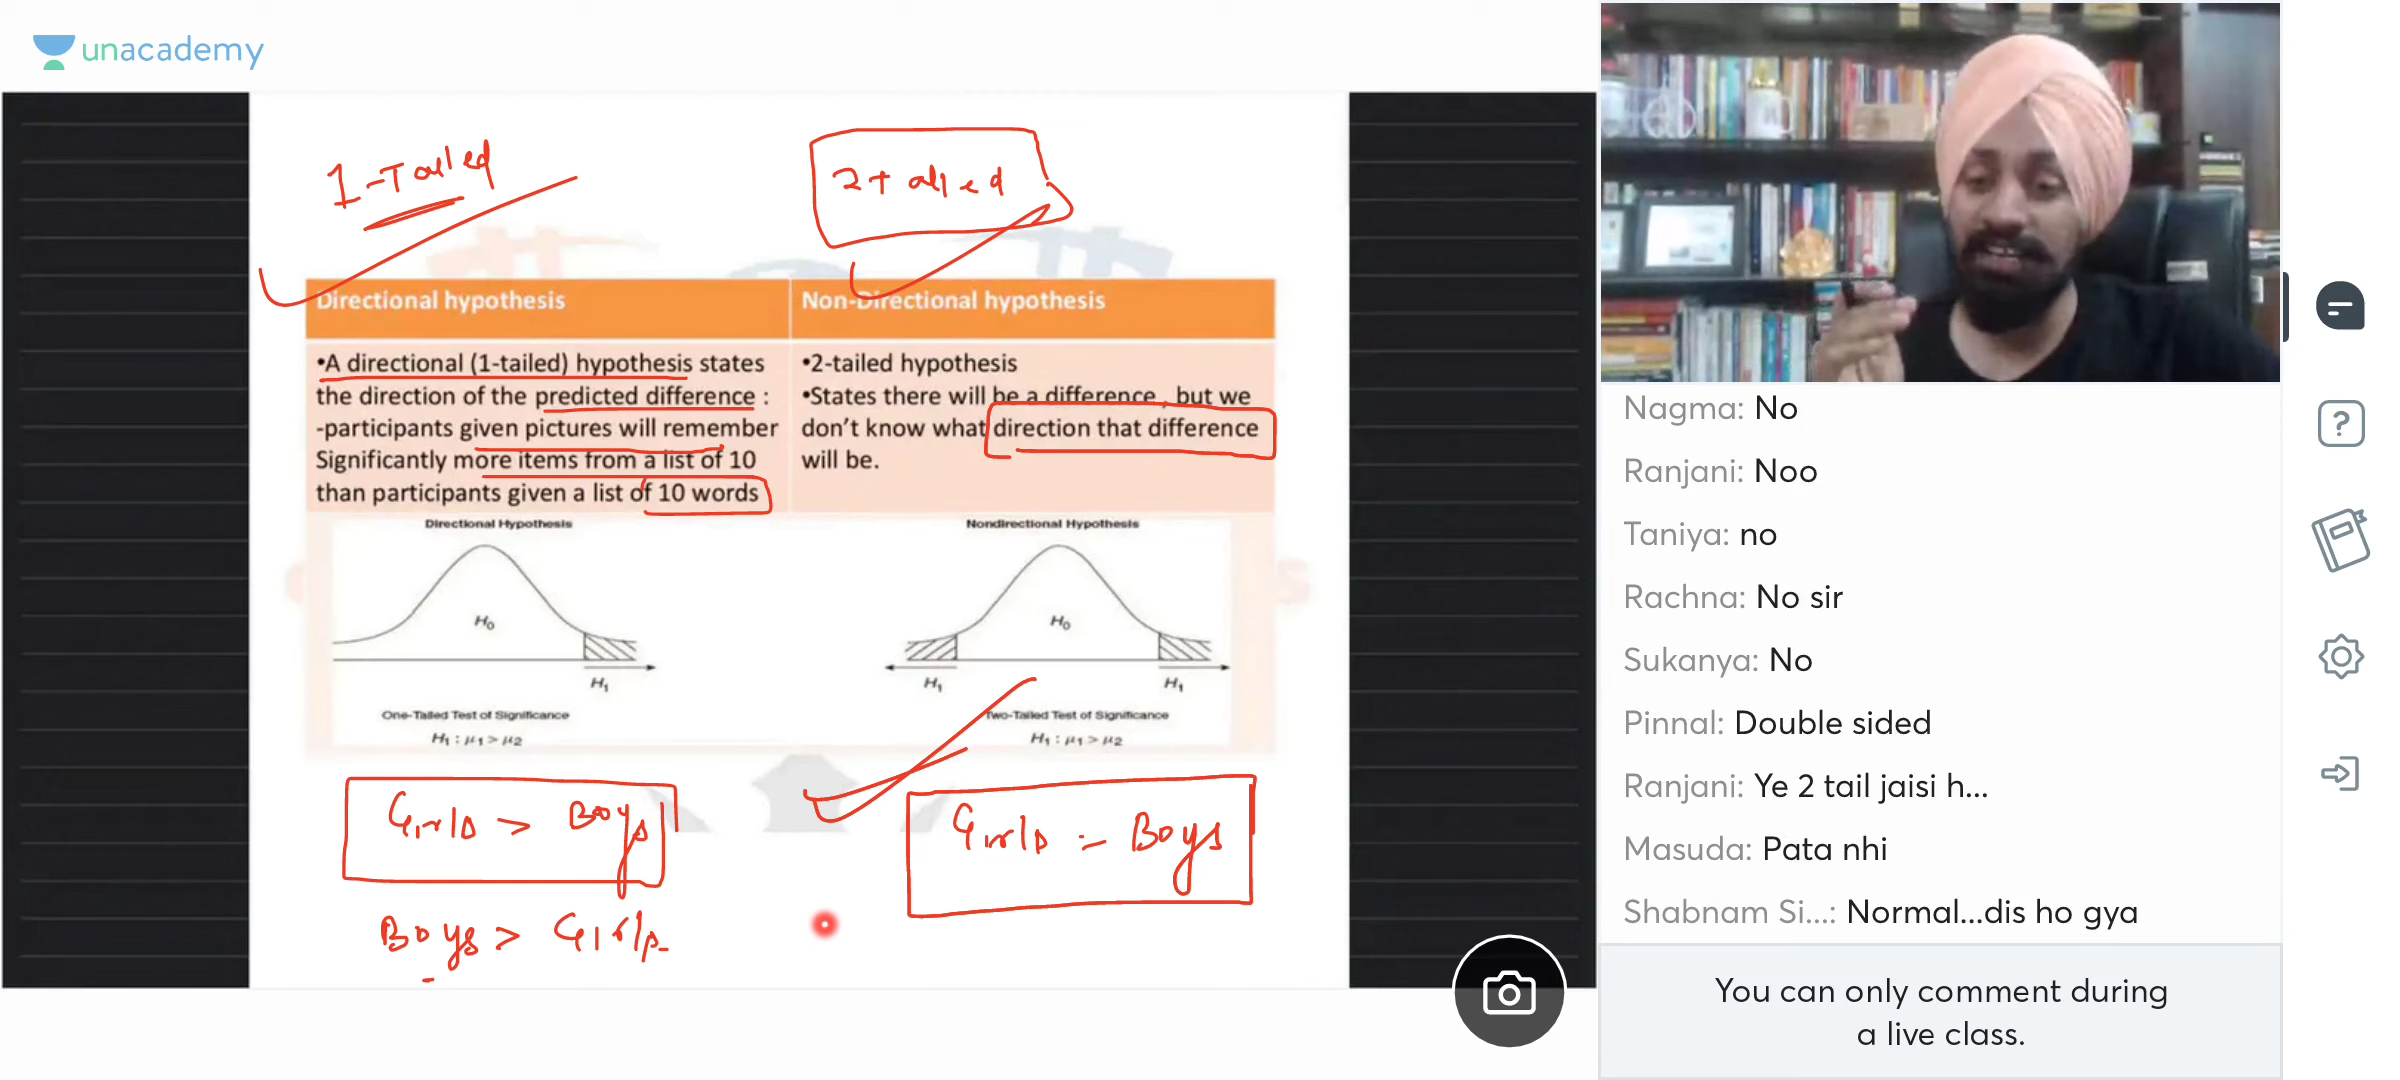 unacademy
1-Tailed
2 tailed
Directional hypothesis
Non-Directional hypothesis
•A directional (1-tailed) hypothesis states
the direction of the predicted difference :
-participants given pictures will remember
Significantly more items from a list of 10
than participants given a list of 10 words
•2-tailed hypothesis
•States there will be a difference , but we
don't know what direction that difference
will be.
Directional Hypothesis
H₀
H₁
One-Tailed Test of Significance
H₁ : μ₁ > μ₂
Nondirectional Hypothesis
H₀
H₁
H₁
Two-Tailed Test of Significance
H₁ : μ₁ > μ₂
Girls > Boys
Girls = Boys
Boys > Girls
Nagma: No
Ranjani: Noo
Taniya: no
Rachna: No sir
Sukanya: No
Pinnal: Double sided
Ranjani: Ye 2 tail jaisi h...
Masuda: Pata nhi
Shabnam Si...: Normal...dis ho gya
You can only comment during
a live class.